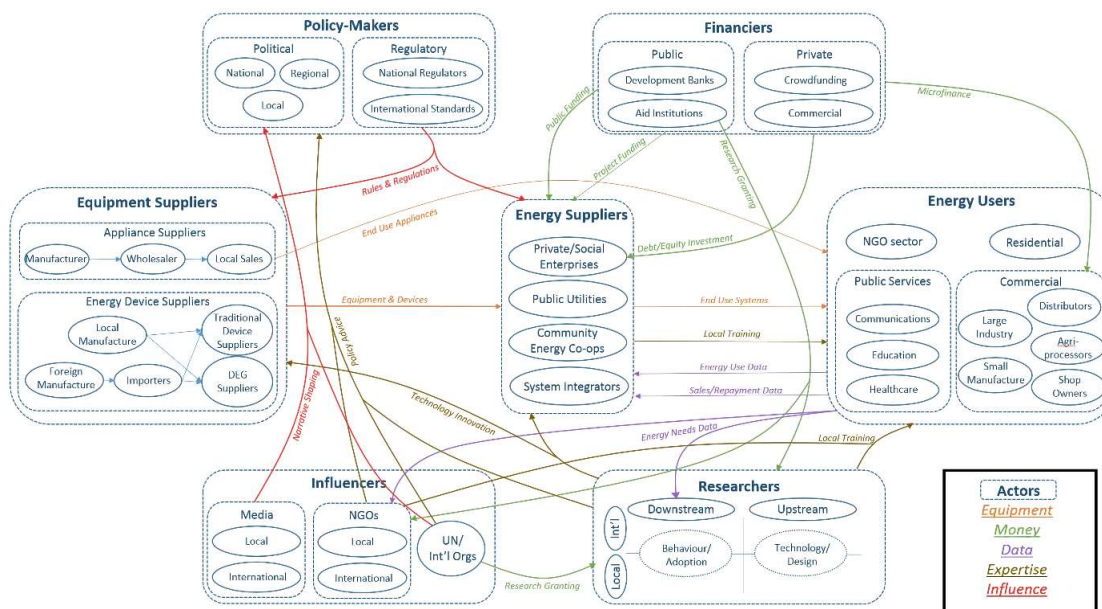 Policy-Makers
Political
National
Regional
Local
Regulatory
National Regulators
International Standards
Financiers
Public
Development Banks
Aid Institutions
Private
Crowdfunding
Commercial
Public Funding
Project Funding
Research Granting
Microfinance
Rules & Regulations
End Use Appliances
Debt/Equity Investment
Equipment Suppliers
Appliance Suppliers
Manufacturer
Wholesaler
Local Sales
Energy Device Suppliers
Local
Manufacture
Traditional
Device
Suppliers
Foreign
Manufacture
Importers
DEG
Suppliers
Equipment & Devices
Energy Suppliers
Private/Social
Enterprises
Public Utilities
Community
Energy Co-ops
System Integrators
End Use Systems
Local Training
Energy Use Data
Sales/Repayment Data
Energy Users
NGO sector
Residential
Public Services
Communications
Education
Healthcare
Commercial
Distributors
Large
Industry
Agri-
processors
Small
Manufacture
Shop
Owners
Narrative Shaping
Policy Advice
Technology Innovation
Energy Needs Data
Local Training
Influencers
Media
Local
International
NGOs
Local
International
UN/
Int'l Orgs
Research Granting
Researchers
Int'l
Local
Downstream
Upstream
Behaviour/
Adoption
Technology/
Design
Actors
Equipment
Money
Data
Expertise
Influence